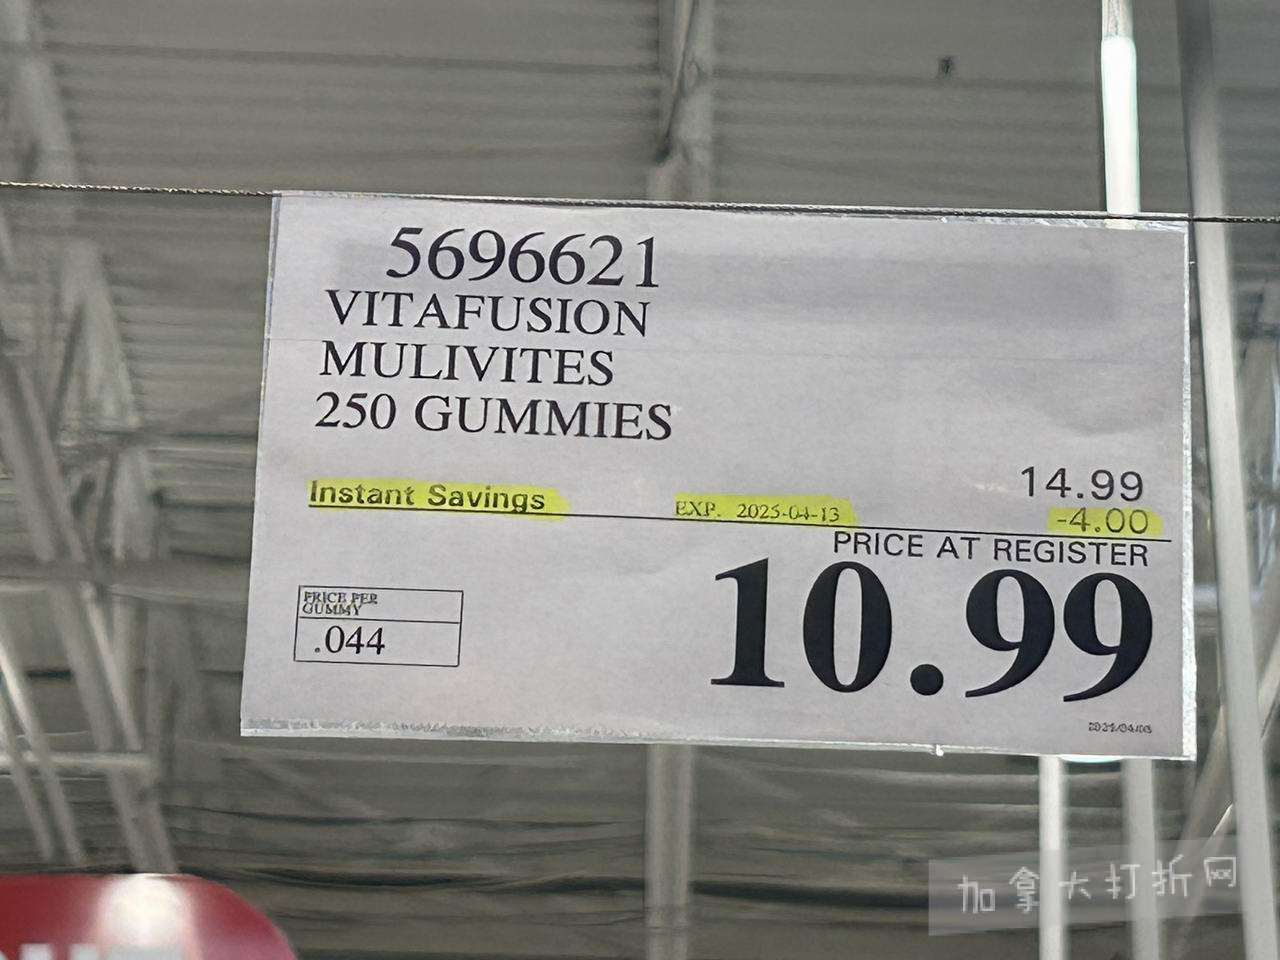 5696621
VITAFUSION
MULIVITES
250 GUMMIES
14.99
Instant Savings EXP. 2025-04-13 -4.00
PRICE AT REGISTER
10.99
PRICE PER
GUMMY
.044
加拿大打折网